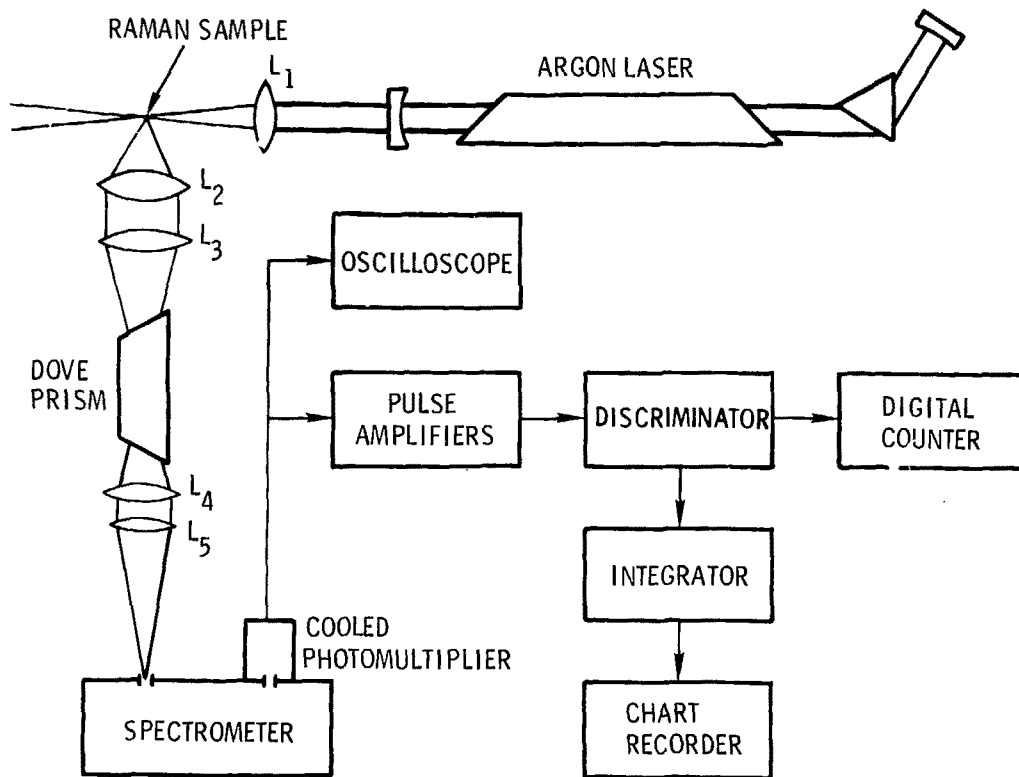 RAMAN SAMPLE
L1
ARGON LASER
L2
L3
OSCILLOSCOPE
DOVE
PRISM
PULSE
AMPLIFIERS
DISCRIMINATOR
DIGITAL
COUNTER
L4
L5
INTEGRATOR
COOLED
PHOTOMULTIPLIER
SPECTROMETER
CHART
RECORDER